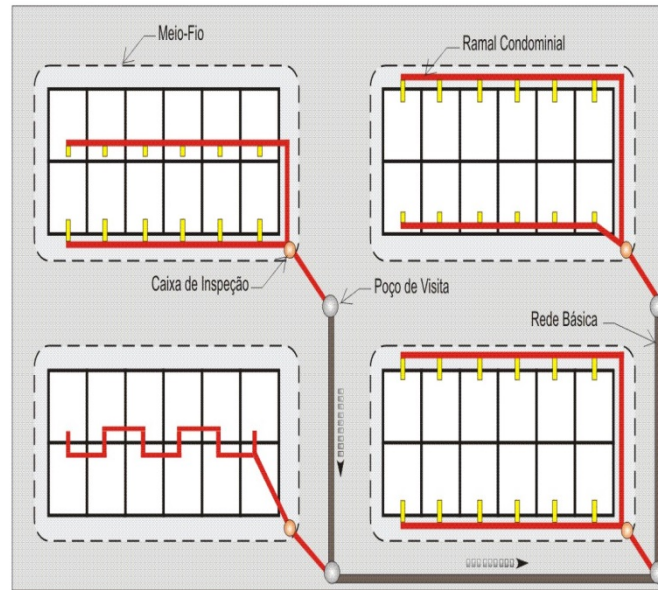 Meio-Fio
Ramal Condominial
Caixa de Inspeção
Poço de Visita
Rede Básica